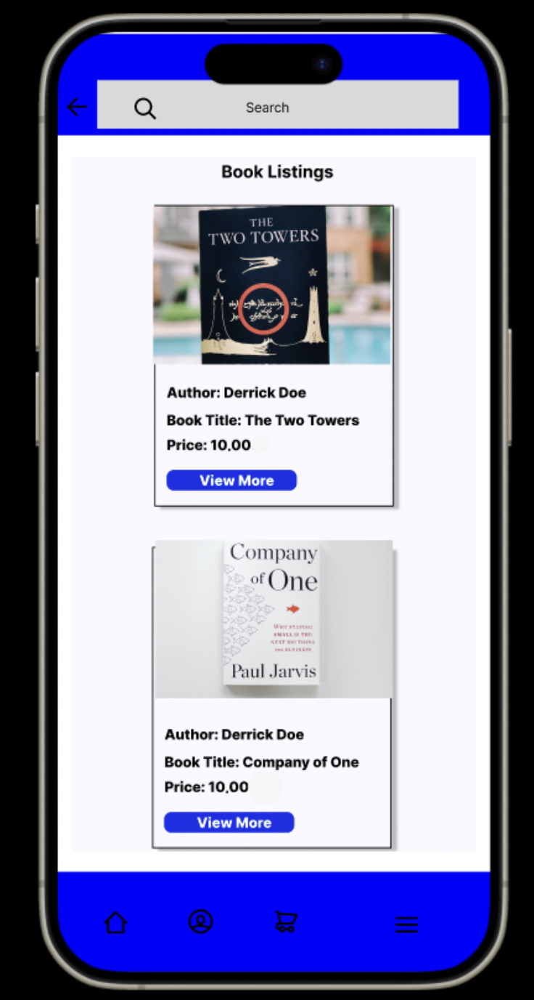 Search
Book Listings
THE
TWO TOWERS
Author: Derrick Doe
Book Title: The Two Towers
Price: 10,00
View More
Company
of One
WHY STAYING
SMALL IS THE
NEXT BIG THING
FOR BUSINESS
Paul Jarvis
Author: Derrick Doe
Book Title: Company of One
Price: 10,00
View More